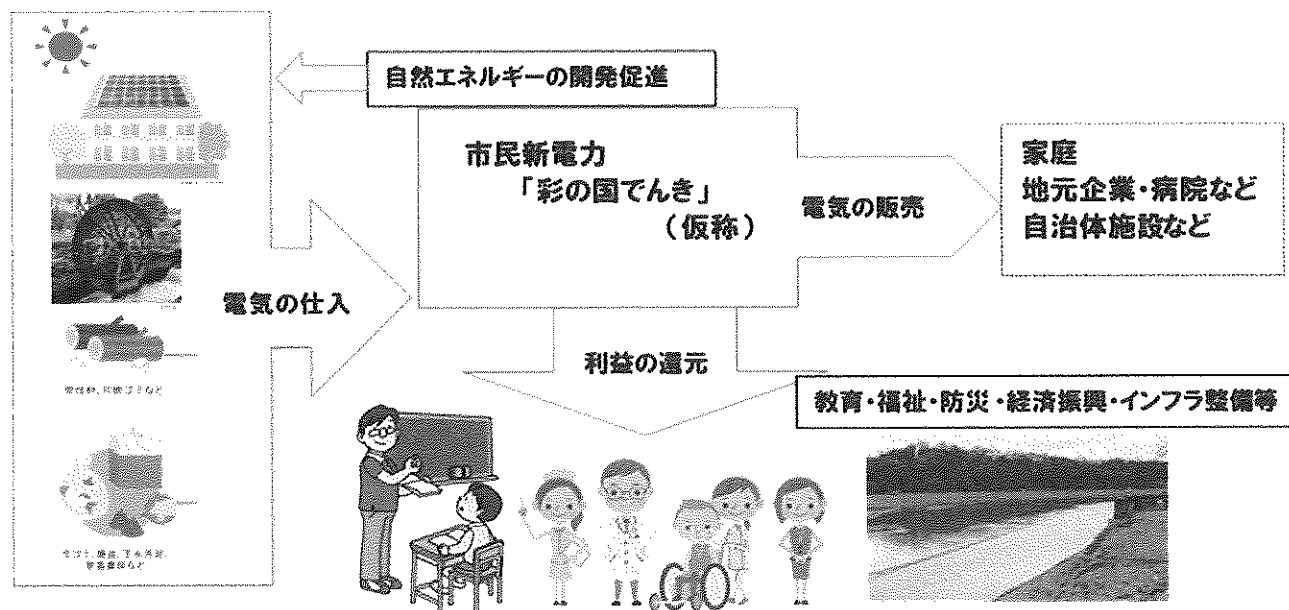 自然エネルギーの開発促進
市民新電力
「彩の国でんき」
（仮称）
電気の販売
家庭
地元企業・病院など
自治体施設など
電気の仕入
利益の還元
教育・福祉・防災・経済振興・インフラ整備等